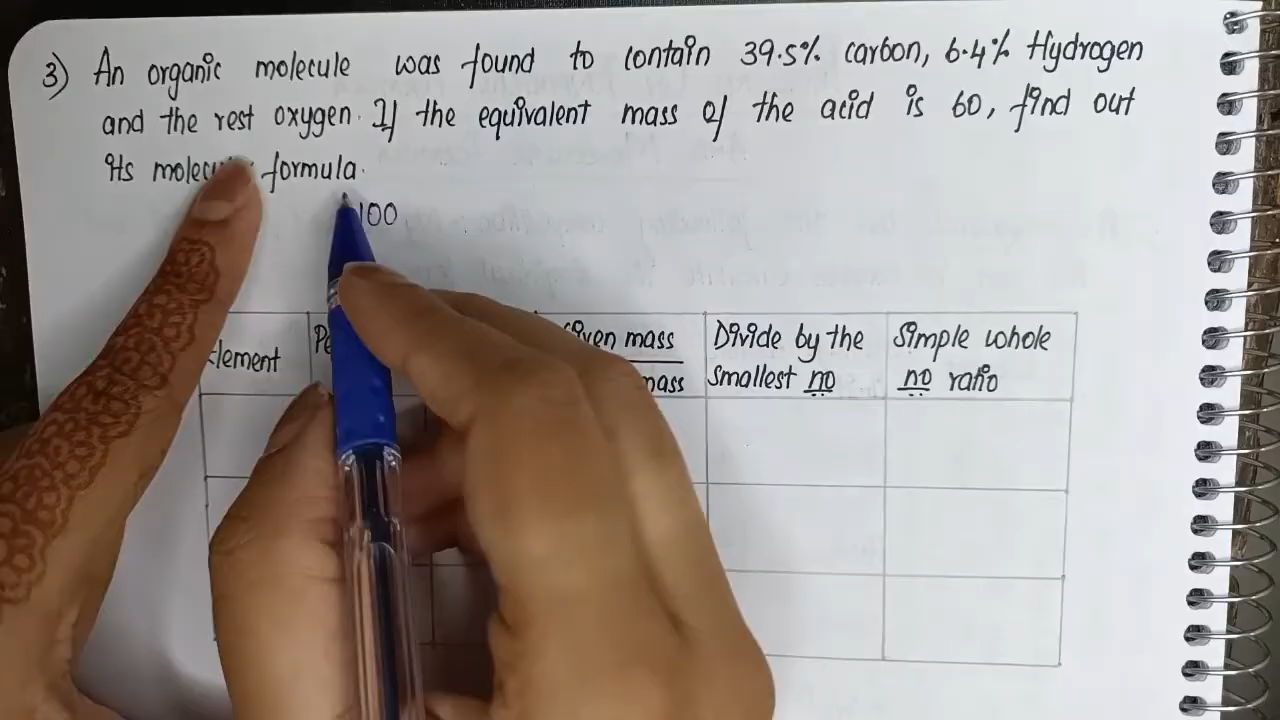 3) An organic molecule was found to contain 39.5% carbon, 6.4% Hydrogen
and the rest oxygen. If the equivalent mass of the acid is 60, find out
its formula.
100
Element
Divide by the
smallest no
Simple whole
no ratio
mass
mass